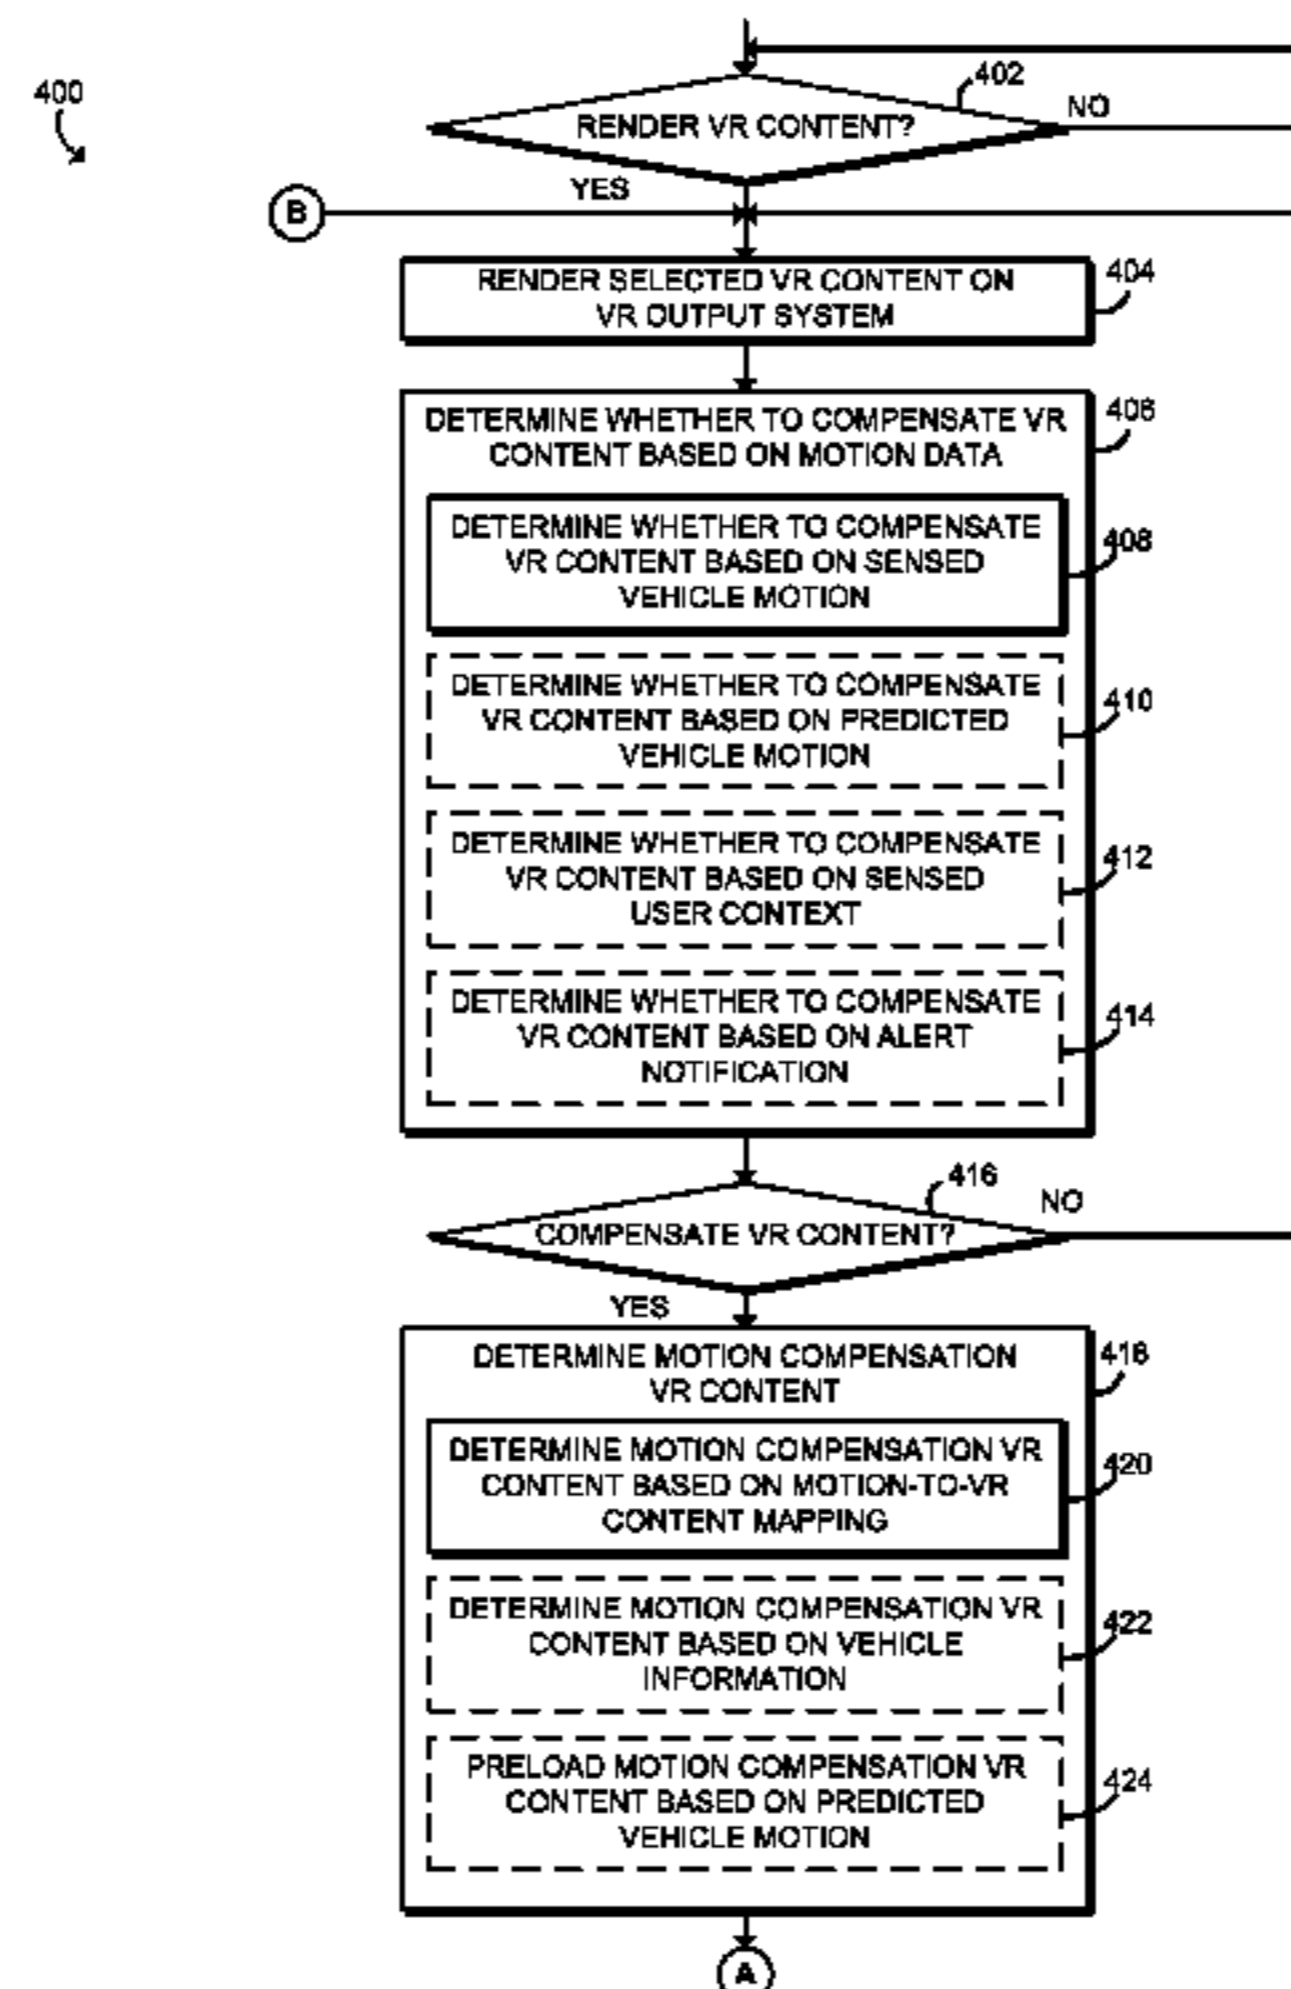 400
402
RENDER VR CONTENT?
NO
YES
B
RENDER SELECTED VR CONTENT ON
VR OUTPUT SYSTEM
404
DETERMINE WHETHER TO COMPENSATE VR
CONTENT BASED ON MOTION DATA
406
DETERMINE WHETHER TO COMPENSATE
VR CONTENT BASED ON SENSED
VEHICLE MOTION
408
DETERMINE WHETHER TO COMPENSATE
VR CONTENT BASED ON PREDICTED
VEHICLE MOTION
410
DETERMINE WHETHER TO COMPENSATE
VR CONTENT BASED ON SENSED
USER CONTEXT
412
DETERMINE WHETHER TO COMPENSATE
VR CONTENT BASED ON ALERT
NOTIFICATION
414
416
COMPENSATE VR CONTENT?
NO
YES
DETERMINE MOTION COMPENSATION
VR CONTENT
418
DETERMINE MOTION COMPENSATION VR
CONTENT BASED ON MOTION-TO-VR
CONTENT MAPPING
420
DETERMINE MOTION COMPENSATION VR
CONTENT BASED ON VEHICLE
INFORMATION
422
PRELOAD MOTION COMPENSATION VR
CONTENT BASED ON PREDICTED
VEHICLE MOTION
424
A